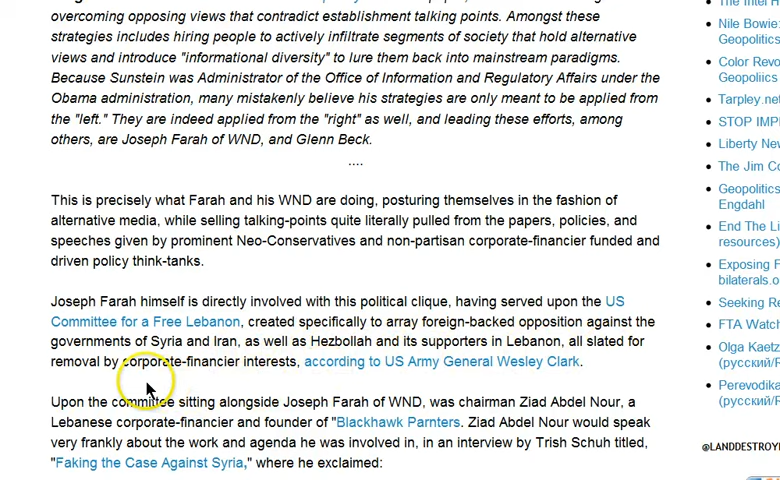 overcoming opposing views that contradict establishment talking points. Amongst these
strategies includes hiring people to actively infiltrate segments of society that hold alternative
views and introduce "informational diversity" to lure them back into mainstream paradigms.
Because Sunstein was Administrator of the Office of Information and Regulatory Affairs under the
Obama administration, many mistakenly believe his strategies are only meant to be applied from
the "left." They are indeed applied from the "right" as well, and leading these efforts, among
others, are Joseph Farah of WND, and Glenn Beck.
....
This is precisely what Farah and his WND are doing, posturing themselves in the fashion of
alternative media, while selling talking-points quite literally pulled from the papers, policies, and
speeches given by prominent Neo-Conservatives and non-partisan corporate-financier funded and
driven policy think-tanks.
Joseph Farah himself is directly involved with this political clique, having served upon the US
Committee for a Free Lebanon, created specifically to array foreign-backed opposition against the
governments of Syria and Iran, as well as Hezbollah and its supporters in Lebanon, all slated for
removal by corporate-financier interests, according to US Army General Wesley Clark.
Upon the committee sitting alongside Joseph Farah of WND, was chairman Ziad Abdel Nour, a
Lebanese corporate-financier and founder of "Blackhawk Parnters. Ziad Abdel Nour would speak
very frankly about the work and agenda he was involved in, in an interview by Trish Schuh titled,
"Faking the Case Against Syria," where he exclaimed:
The Intel H
Nile Bowie:
Geopolitics
Color Revo
Geopoliics
Tarpley.net
STOP IMP
Liberty New
The Jim Co
Geopolitics
Engdahl
End The Li
resources)
Exposing F
bilaterals.o
Seeking Re
FTA Watch
Olga Kaetz
(русский/R
Perevodika
(русский/F
@LANDDESTROY